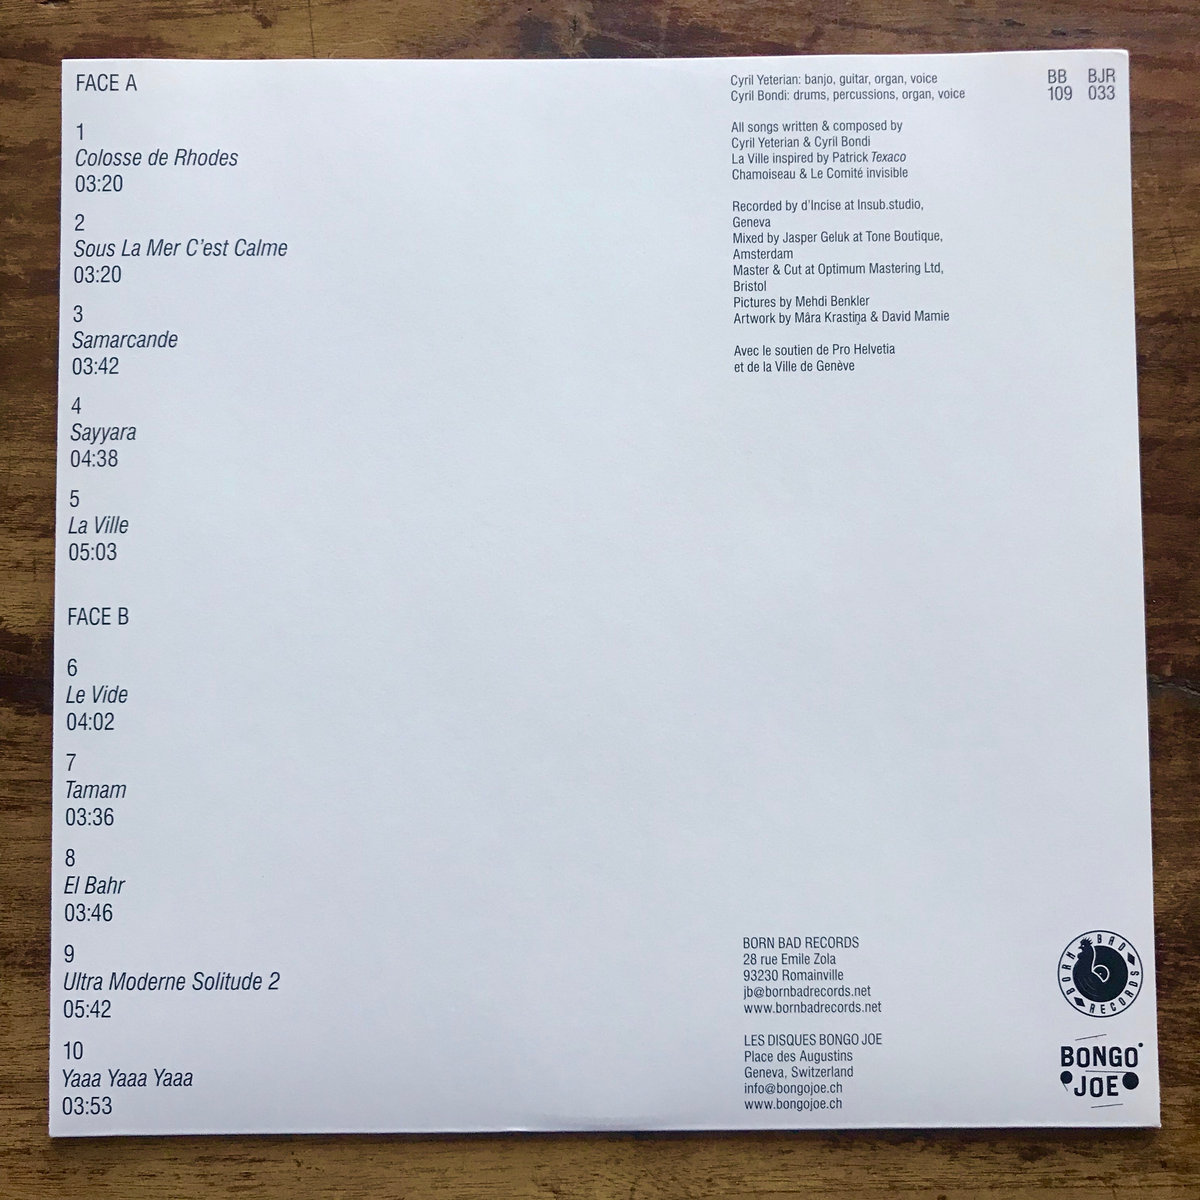 FACE A
1
Colosse de Rhodes
03:20
2
Sous La Mer C'est Calme
03:20
3
Samarcande
03:42
4
Sayyara
04:38
5
La Ville
05:03
FACE B
6
Le Vide
04:02
7
Tamam
03:36
8
El Bahr
03:46
9
Ultra Moderne Solitude 2
05:42
10
Yaaa Yaaa Yaaa
03:53
Cyril Yeterian: banjo, guitar, organ, voice
Cyril Bondi: drums, percussions, organ, voice
All songs written & composed by
Cyril Yeterian & Cyril Bondi
La Ville inspired by Patrick Texaco
Chamoiseau & Le Comité invisible
Recorded by d'Incise at Insub.studio,
Geneva
Mixed by Jasper Geluk at Tone Boutique,
Amsterdam
Master & Cut at Optimum Mastering Ltd,
Bristol
Pictures by Mehdi Benkler
Artwork by Mâra Krastiņa & David Mamie
Avec le soutien de Pro Helvetia
et de la Ville de Genève
BB BJR
109 033
BORN BAD RECORDS
28 rue Emile Zola
93230 Romainville
jb@bornbadrecords.net
www.bornbadrecords.net
LES DISQUES BONGO JOE
Place des Augustins
Geneva, Switzerland
info@bongojoe.ch
www.bongojoe.ch
BORN BAD RECORDS
BONGO
JOE